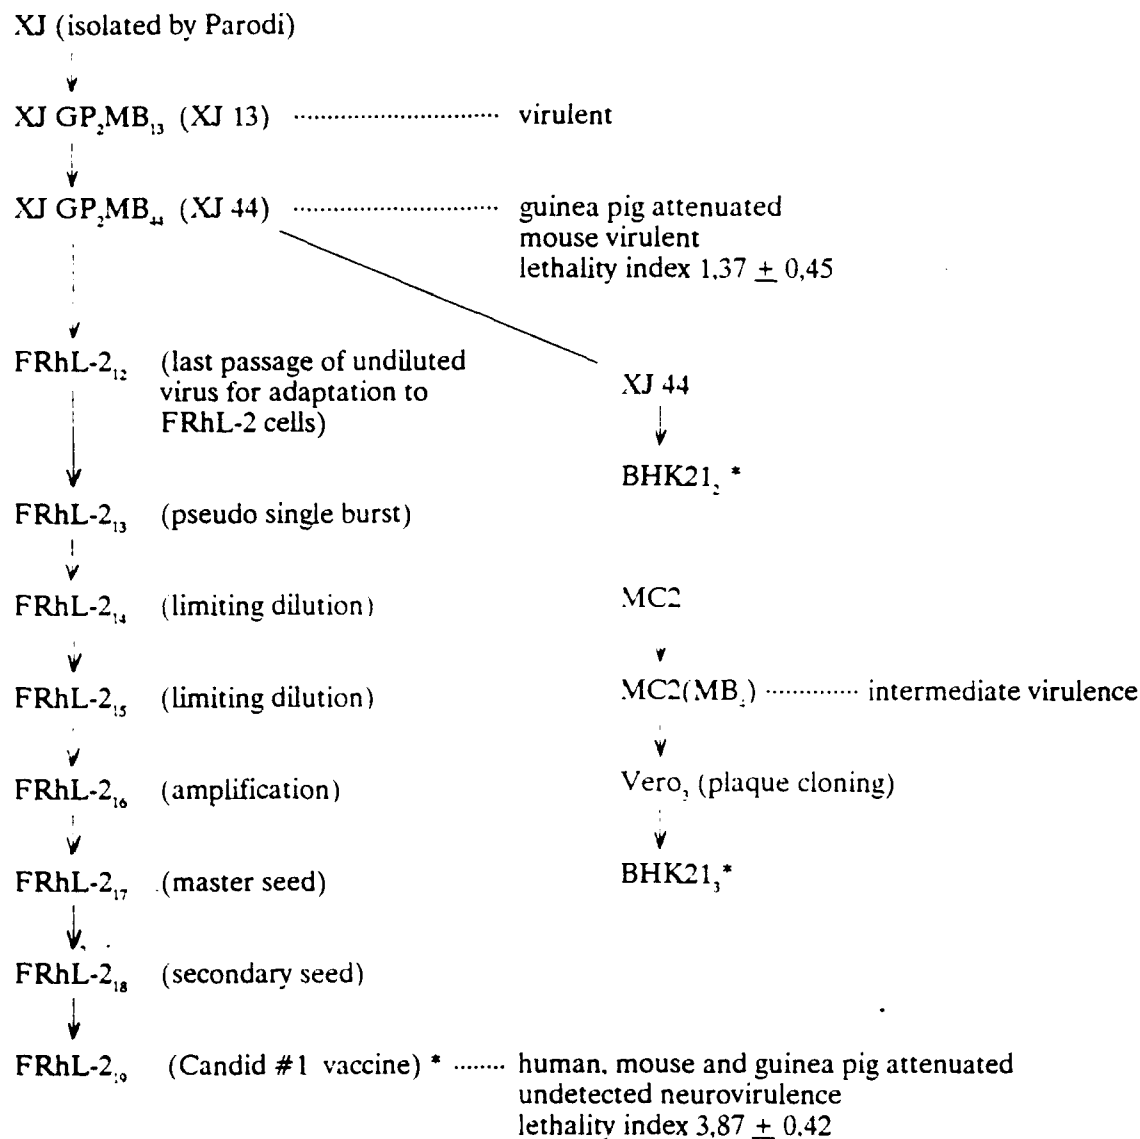 XJ (isolated by Parodi)
XJ GP₂MB₁₃ (XJ 13) ............................ virulent
XJ GP₂MB₄₄ (XJ 44) ............................ guinea pig attenuated
mouse virulent
lethality index 1,37 ± 0,45
FRhL-2₁₂ (last passage of undiluted
virus for adaptation to
FRhL-2 cells)
XJ 44
BHK21₂ *
FRhL-2₁₃ (pseudo single burst)
FRhL-2₁₄ (limiting dilution)
MC2
FRhL-2₁₅ (limiting dilution)
MC2(MB₂) .............. intermediate virulence
FRhL-2₁₆ (amplification)
Vero₃ (plaque cloning)
FRhL-2₁₇ (master seed)
BHK21₃*
FRhL-2₁₈ (secondary seed)
FRhL-2₁₉ (Candid #1 vaccine) * ........ human, mouse and guinea pig attenuated
undetected neurovirulence
lethality index 3,87 ± 0,42